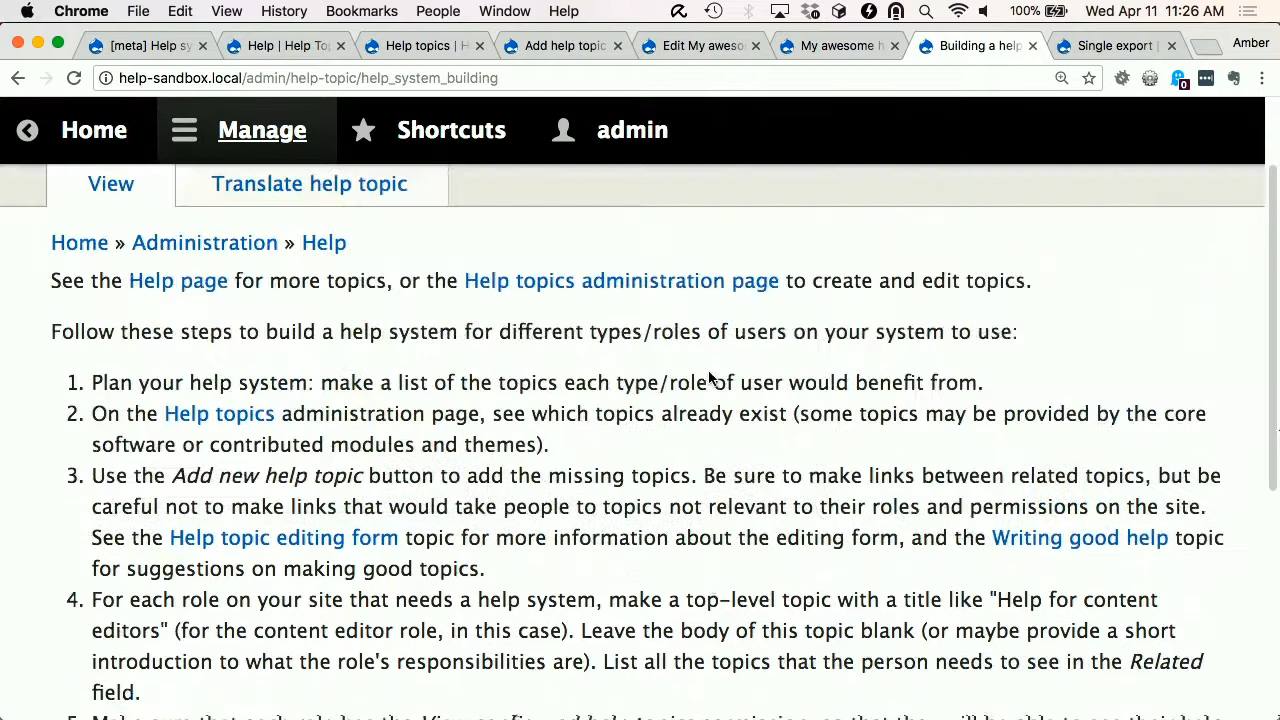 Chrome File Edit View History Bookmarks People Window Help 100% Wed Apr 11 11:26 AM
[meta] Help sy Help | Help To Help topics | H Add help topic Edit My aweso My awesome h Building a help Single export | Amber
help-sandbox.local/admin/help-topic/help_system_building 0
Home Manage Shortcuts admin
View Translate help topic
Home » Administration » Help
See the Help page for more topics, or the Help topics administration page to create and edit topics.
Follow these steps to build a help system for different types/roles of users on your system to use:
1. Plan your help system: make a list of the topics each type/role of user would benefit from.
2. On the Help topics administration page, see which topics already exist (some topics may be provided by the core
software or contributed modules and themes).
3. Use the Add new help topic button to add the missing topics. Be sure to make links between related topics, but be
careful not to make links that would take people to topics not relevant to their roles and permissions on the site.
See the Help topic editing form topic for more information about the editing form, and the Writing good help topic
for suggestions on making good topics.
4. For each role on your site that needs a help system, make a top-level topic with a title like "Help for content
editors" (for the content editor role, in this case). Leave the body of this topic blank (or maybe provide a short
introduction to what the role's responsibilities are). List all the topics that the person needs to see in the Related
field.